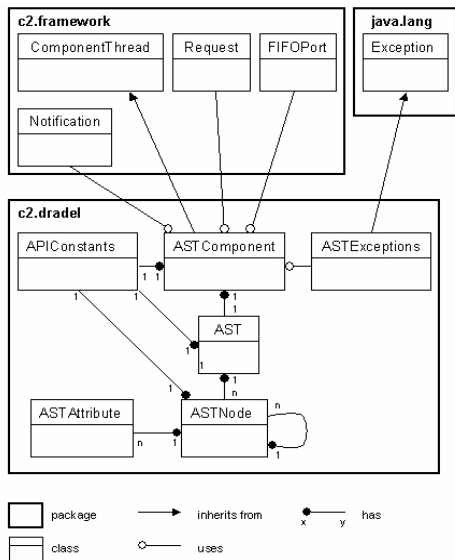 c2.framework
java.lang
ComponentThread
Request
FIFOPort
Exception
Notification
c2.dradel
APIConstants
ASTComponent
ASTExceptions
1 1
1
1
1
1
AST
1
1
1
1
n
1
ASTAttribute
ASTNode
n
n
1
1
package
inherits from
x y
has
class
uses